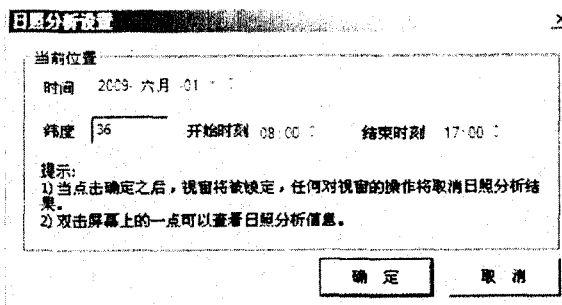 日照分析设置
当前位置
时间 2009- 六月 -01
纬度 36 开始时刻 08:00 结束时刻 17:00
提示:
1) 当点击确定之后，视窗将被锁定，任何对视窗的操作将取消日照分析结
果。
2) 双击屏幕上的一点可以查看日照分析信息。
确 定 取 消